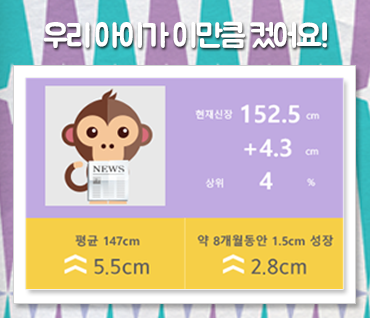 우리 아이가 이만큼 컸어요!
NEWS
현재신장 152.5 cm
+4.3 cm
상위 4 %
평균 147cm
5.5cm
약 8개월동안 1.5cm 성장
2.8cm